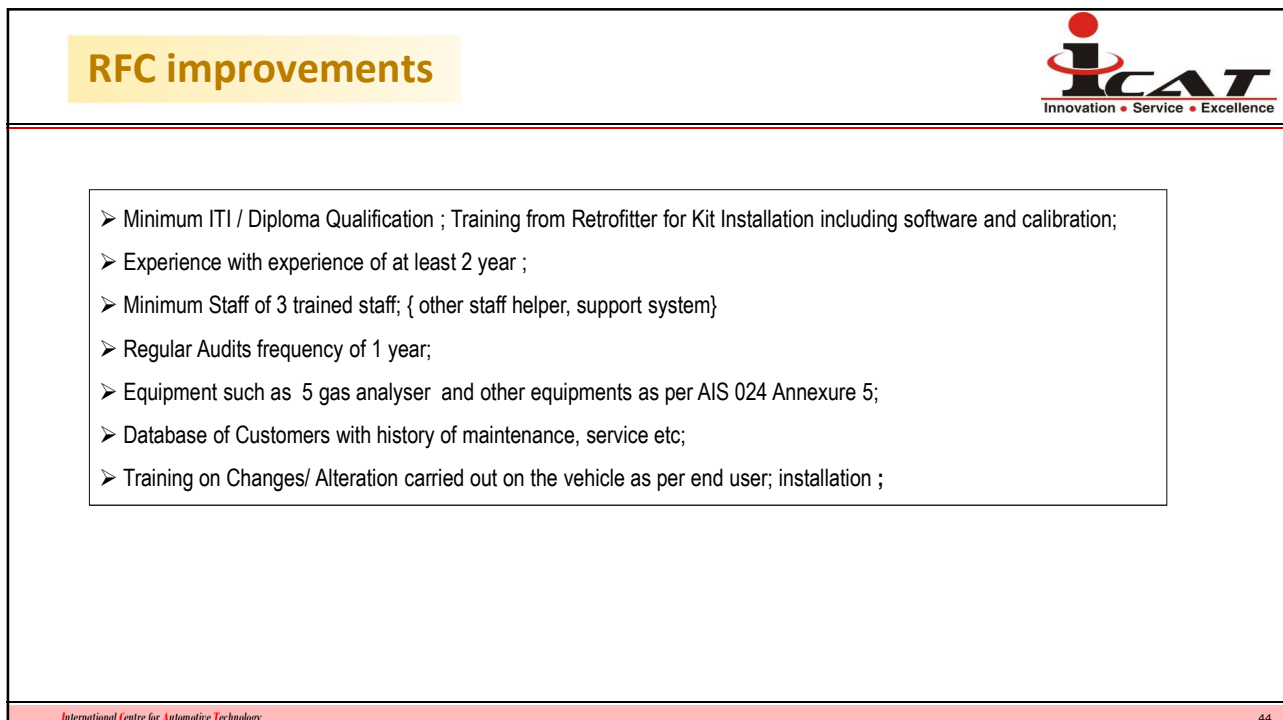 RFC improvements
iCAT
Innovation • Service • Excellence
➢ Minimum ITI / Diploma Qualification ; Training from Retrofitter for Kit Installation including software and calibration;
➢ Experience with experience of at least 2 year ;
➢ Minimum Staff of 3 trained staff; { other staff helper, support system}
➢ Regular Audits frequency of 1 year;
➢ Equipment such as 5 gas analyser and other equipments as per AIS 024 Annexure 5;
➢ Database of Customers with history of maintenance, service etc;
➢ Training on Changes/ Alteration carried out on the vehicle as per end user; installation ;
International Centre for Automotive Technology
44